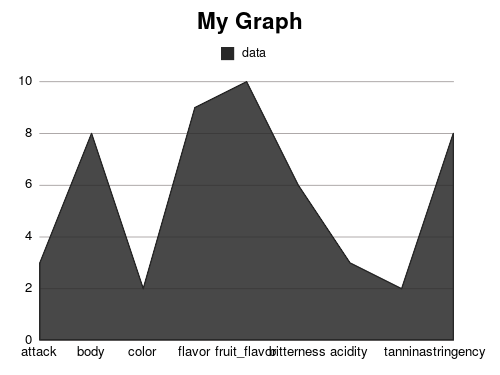 My Graph
data
10
8
6
4
2
0
attack body color flavor fruit_flavor bitterness acidity tannin astringency